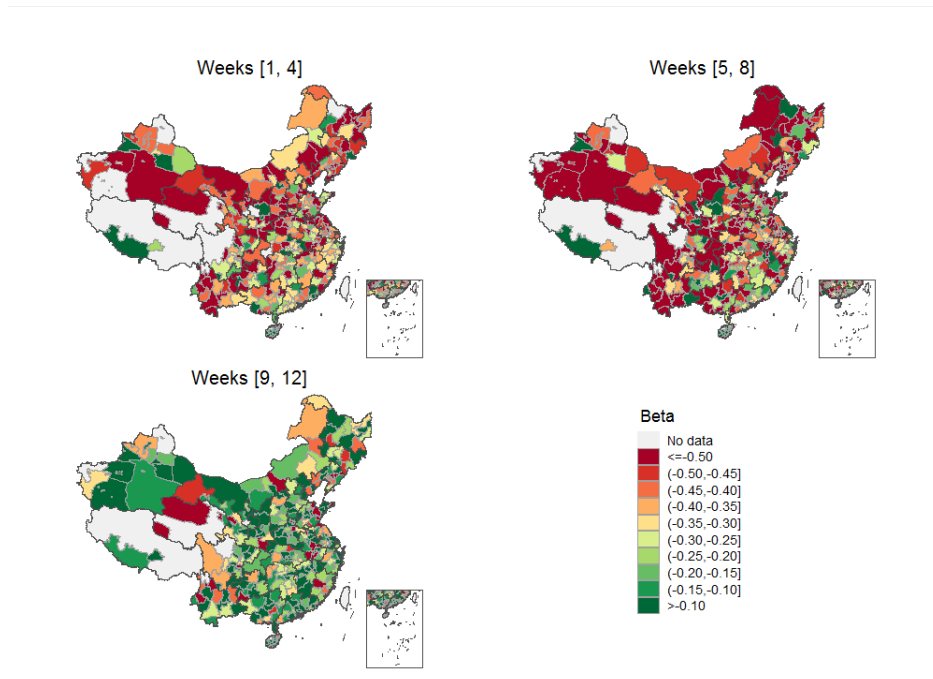 Weeks [1, 4]
Weeks [5, 8]
Weeks [9, 12]
Beta
No data
<=-0.50
(-0.50,-0.45]
(-0.45,-0.40]
(-0.40,-0.35]
(-0.35,-0.30]
(-0.30,-0.25]
(-0.25,-0.20]
(-0.20,-0.15]
(-0.15,-0.10]
>-0.10